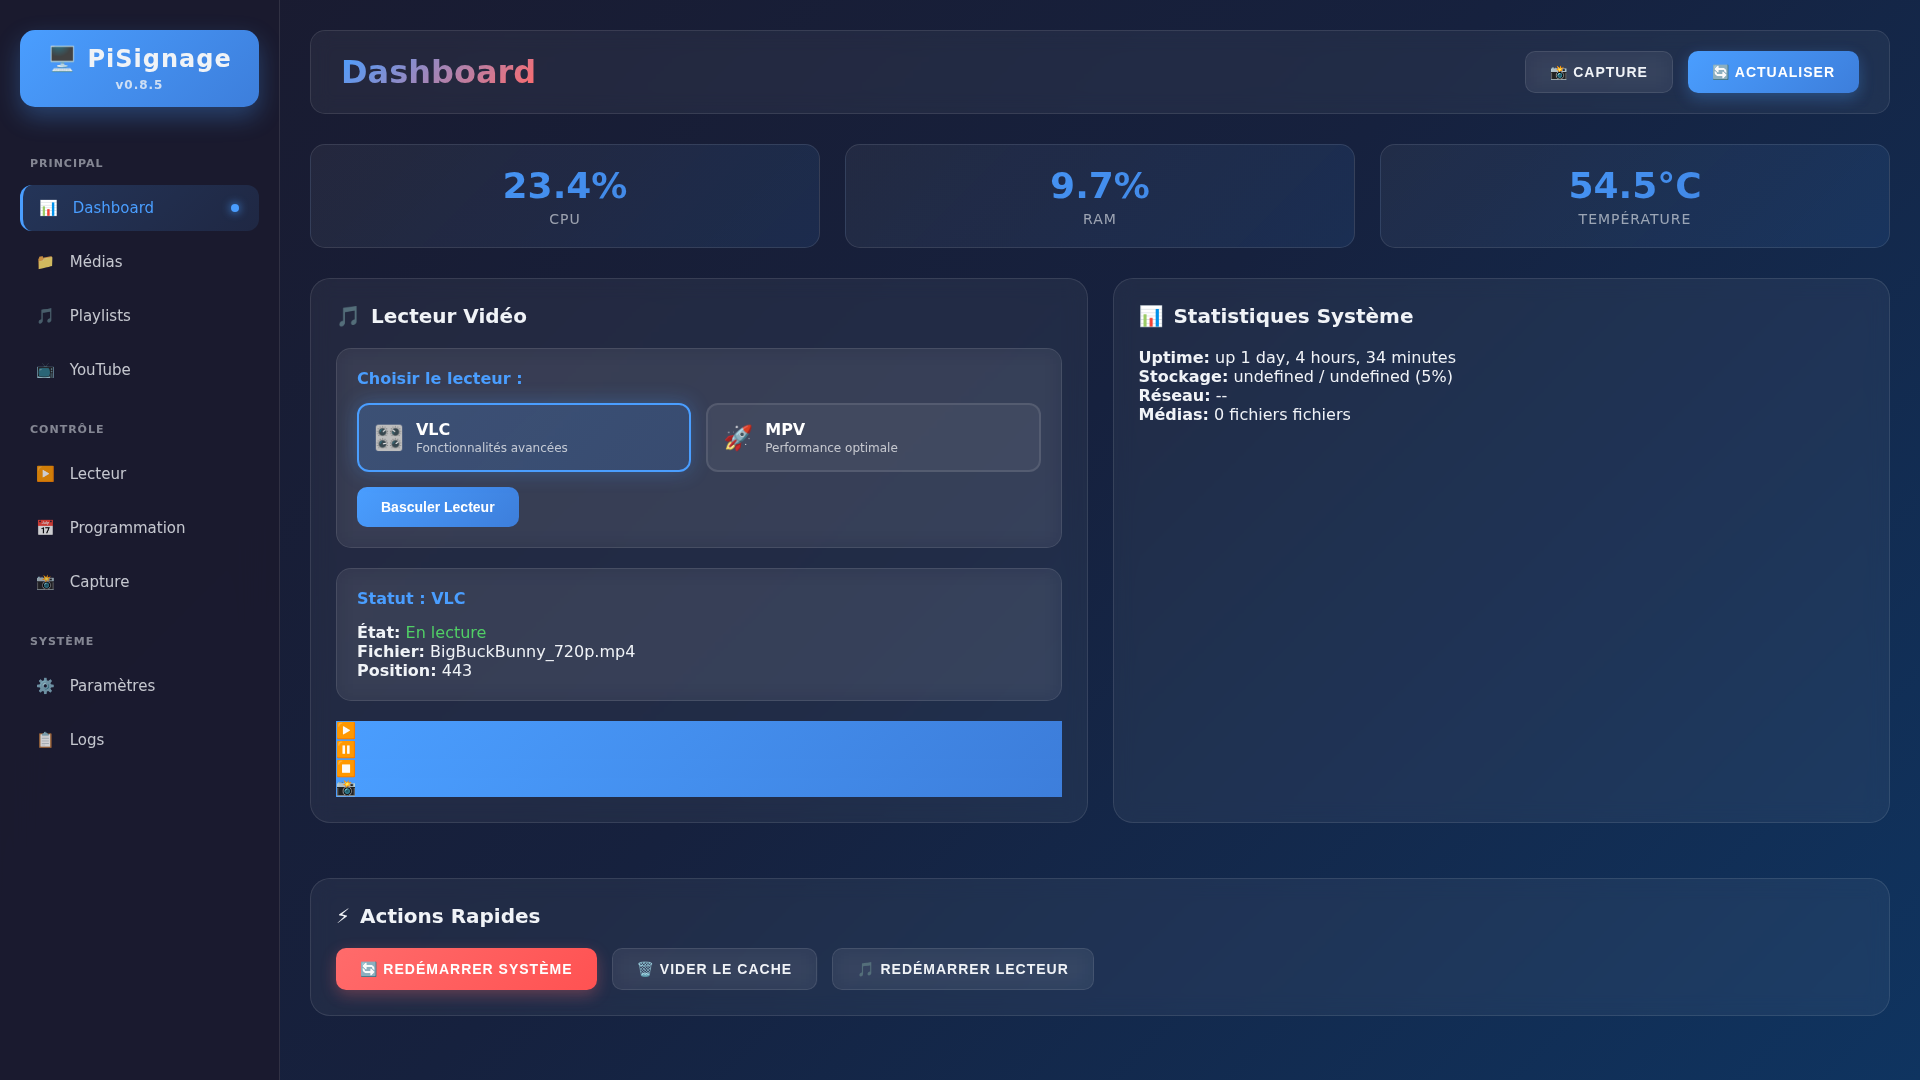 PiSignage
v0.8.5
PRINCIPAL
Dashboard
Médias
Playlists
YouTube
CONTRÔLE
Lecteur
Programmation
Capture
SYSTÈME
Paramètres
Logs
Dashboard
CAPTURE
ACTUALISER
23.4%
CPU
9.7%
RAM
54.5°C
TEMPÉRATURE
Lecteur Vidéo
Choisir le lecteur :
VLC
Fonctionnalités avancées
MPV
Performance optimale
Basculer Lecteur
Statut : VLC
État: En lecture
Fichier: BigBuckBunny_720p.mp4
Position: 443
Statistiques Système
Uptime: up 1 day, 4 hours, 34 minutes
Stockage: undefined / undefined (5%)
Réseau: --
Médias: 0 fichiers fichiers
Actions Rapides
REDÉMARRER SYSTÈME
VIDER LE CACHE
REDÉMARRER LECTEUR